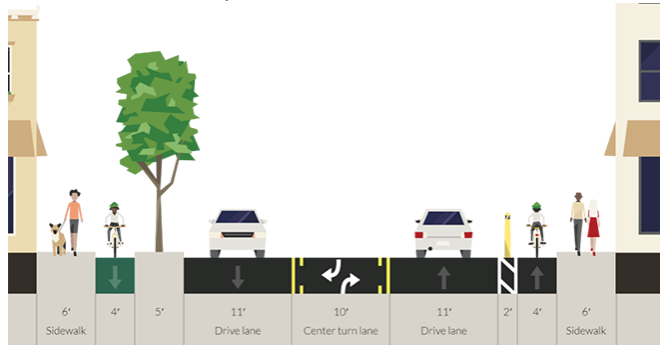 6' 4' 5' 11' 10' 11' 2' 4' 6'
Sidewalk Drive lane Center turn lane Drive lane Sidewalk